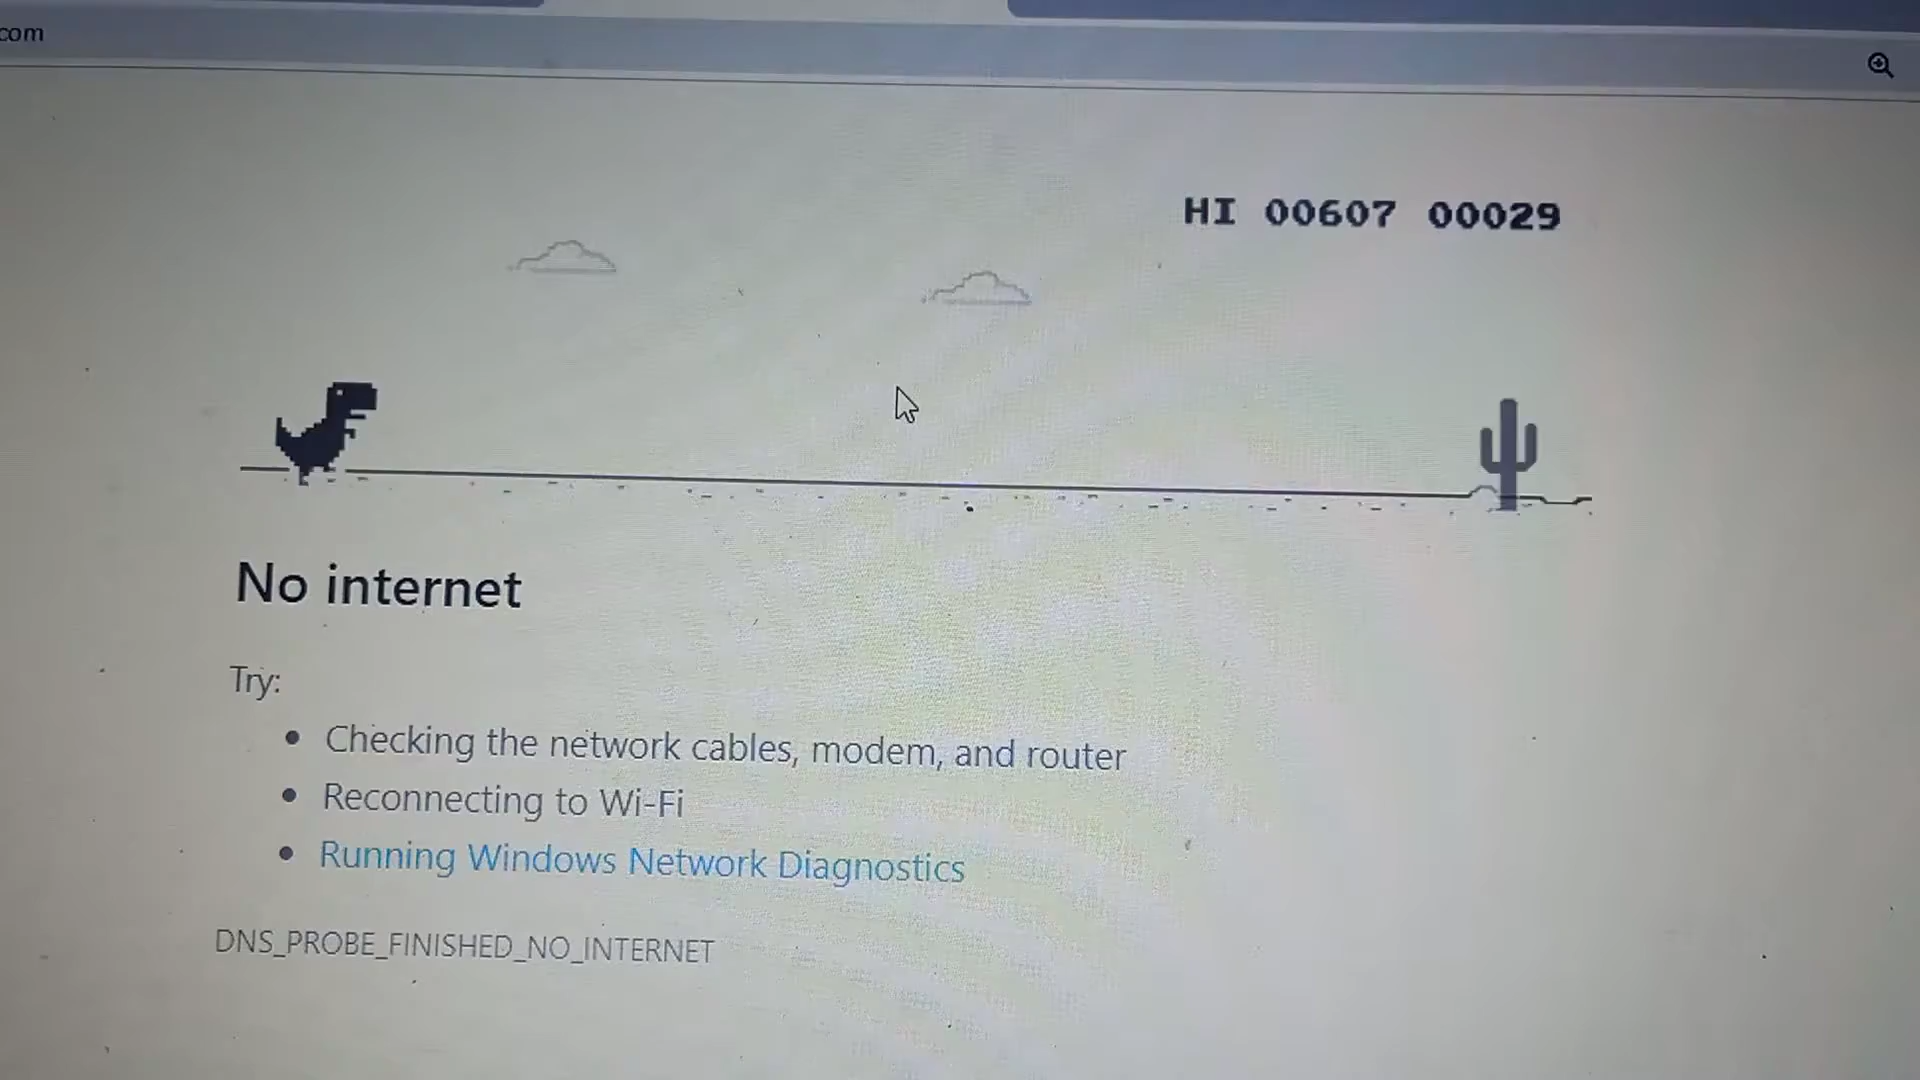 com
HI 00607 00029
No internet
Try:
Checking the network cables, modem, and router
Reconnecting to Wi-Fi
Running Windows Network Diagnostics
DNS_PROBE_FINISHED_NO_INTERNET